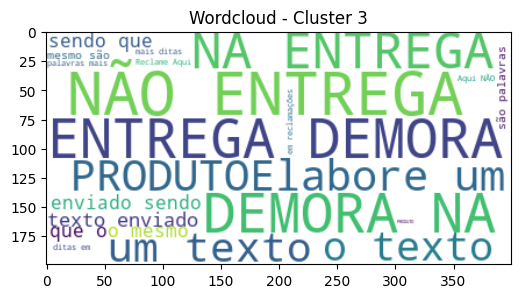 Wordcloud - Cluster 3
0
25
50
75
100
125
150
175
sendo que
mais ditas
mesmo são
palavras mais
Reclame Aqui
NA ENTREGA
são palavras
NÃO ENTREGA
Aqui NÃO
em reclamações
ENTREGA DEMORA
PRODUTO
Elabore um
enviado sendo
texto enviado
que o
o mesmo
DEMORA NA
PRODUTO
ditas em
um texto
o texto
0 50 100 150 200 250 300 350